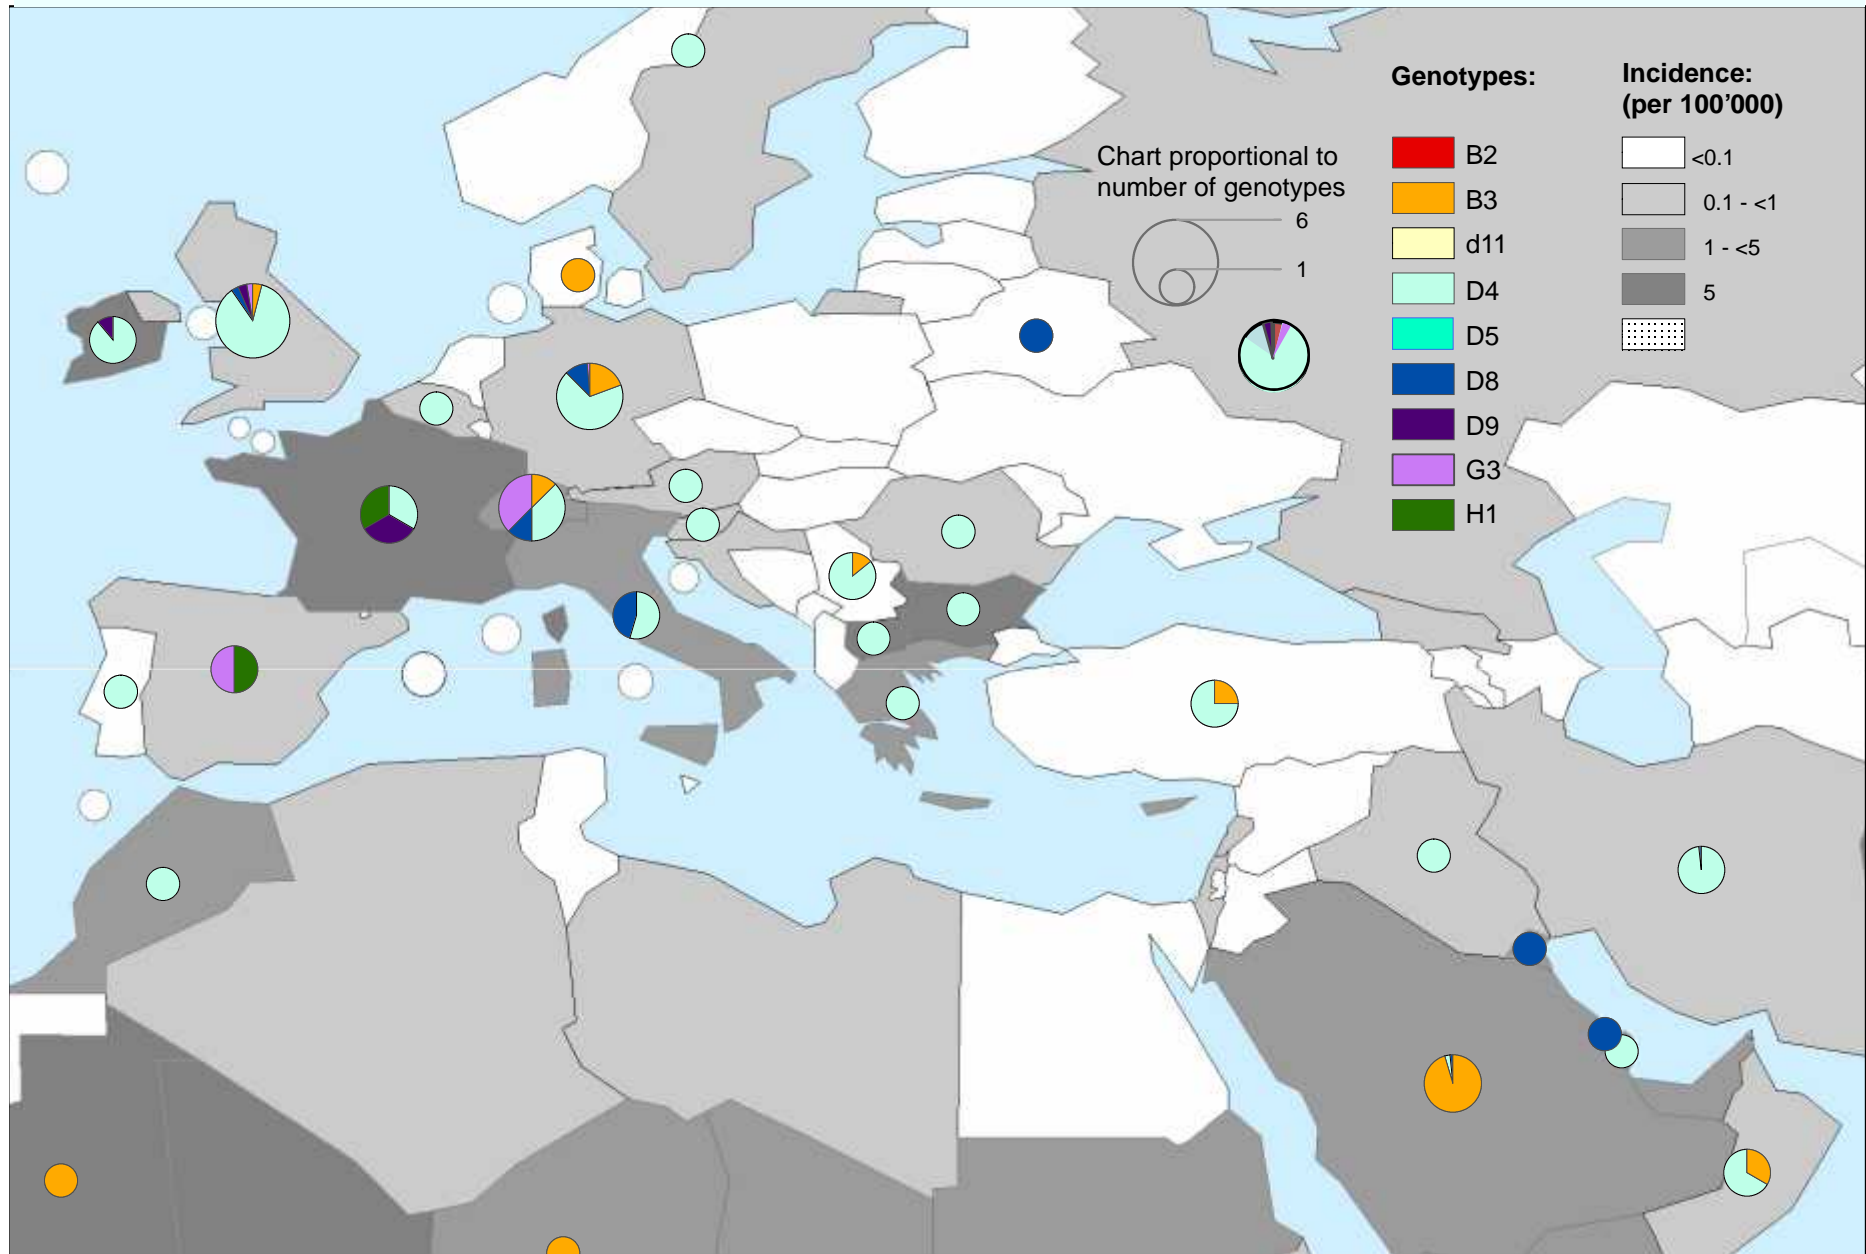 Genotypes:
B2
B3
d11
D4
D5
D8
D9
G3
H1
Incidence:
(per 100'000)
<0.1
0.1 - <1
1 - <5
5
Chart proportional to
number of genotypes
6
1